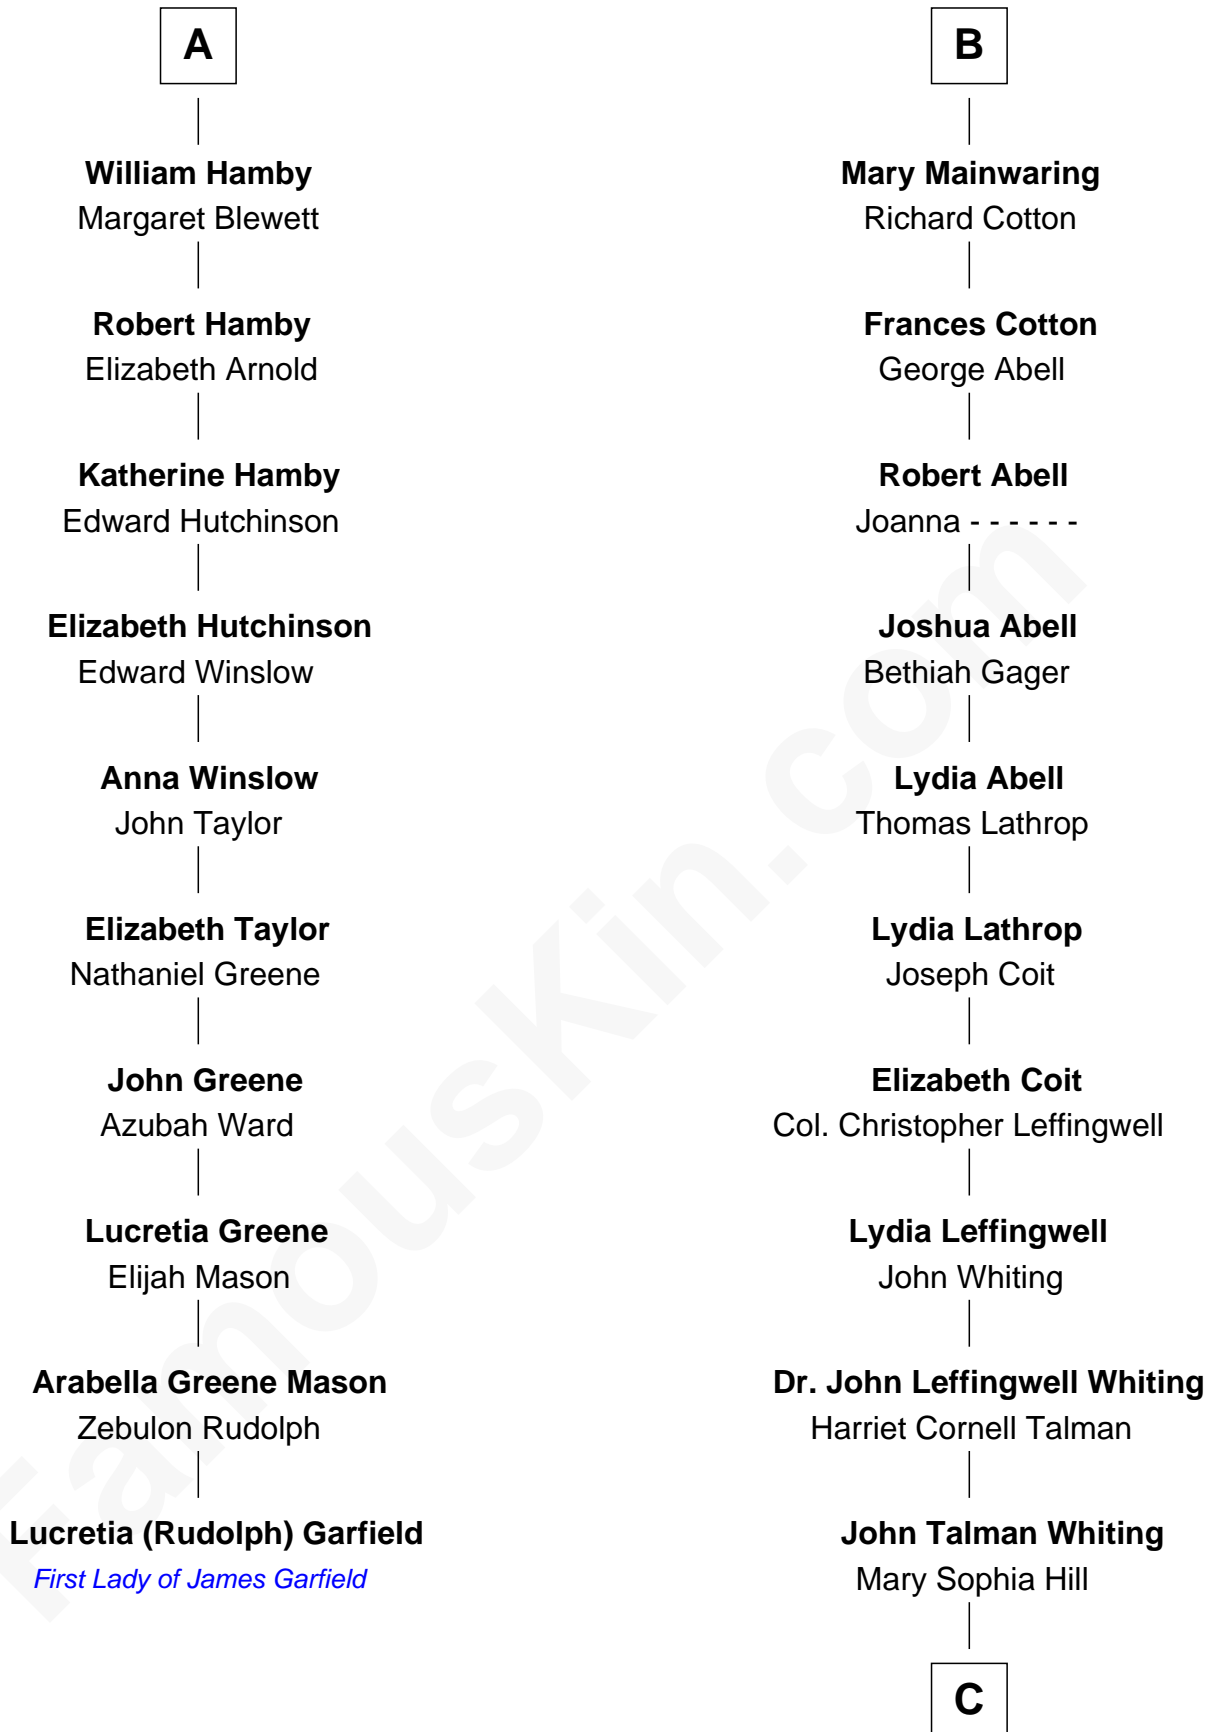 A
William Hamby
Margaret Blewett
Robert Hamby
Elizabeth Arnold
Katherine Hamby
Edward Hutchinson
Elizabeth Hutchinson
Edward Winslow
Anna Winslow
John Taylor
Elizabeth Taylor
Nathaniel Greene
John Greene
Azubah Ward
Lucretia Greene
Elijah Mason
Arabella Greene Mason
Zebulon Rudolph
Lucretia (Rudolph) Garfield
First Lady of James Garfield
B
Mary Mainwaring
Richard Cotton
Frances Cotton
George Abell
Robert Abell
Joanna - - - - - -
Joshua Abell
Bethiah Gager
Lydia Abell
Thomas Lathrop
Lydia Lathrop
Joseph Coit
Elizabeth Coit
Col. Christopher Leffingwell
Lydia Leffingwell
John Whiting
Dr. John Leffingwell Whiting
Harriet Cornell Talman
John Talman Whiting
Mary Sophia Hill
C
FamousKin.com